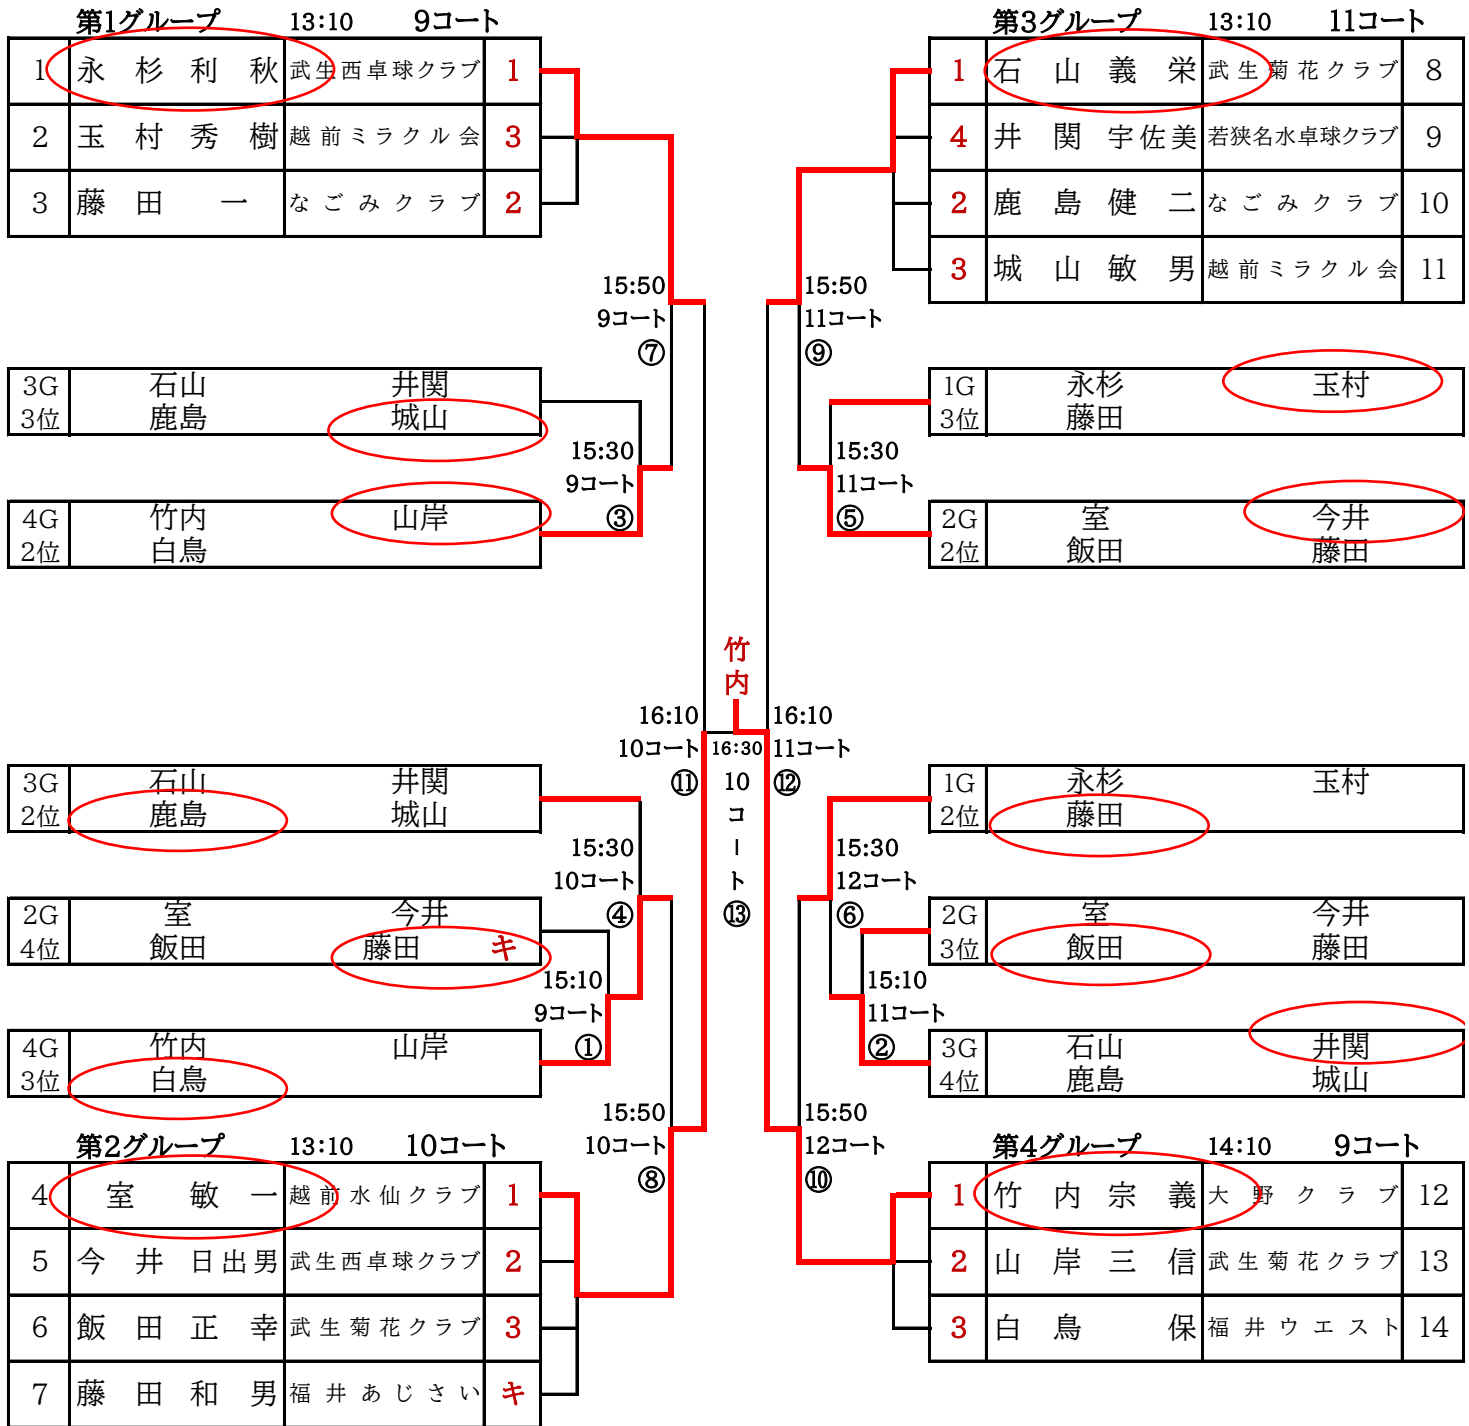 第1グループ 13:10 9コート
1 永杉利秋 武生西卓球クラブ 1
2 玉村秀樹 越前ミラクル会 3
3 藤田一 なごみクラブ 2
15:50
9コート
⑦
3G 石山 井関
3位 鹿島 城山
15:30
9コート
③
4G 竹内 山岸
2位 白鳥
3G 石山 井関
2位 鹿島 城山
15:30
10コート
④
2G 室 今井
4位 飯田 藤田 キ
15:10
9コート
①
4G 竹内 山岸
3位 白鳥
15:50
10コート
⑧
第2グループ 13:10 10コート
4 室敏一 越前水仙クラブ 1
5 今井日出男 武生西卓球クラブ 2
6 飯田正幸 武生菊花クラブ 3
7 藤田和男 福井あじさい キ
16:10
10コート
⑪
竹内
16:30
10コート
⑬
16:10
11コート
⑫
第3グループ 13:10 11コート
1 石山義栄 武生菊花クラブ 8
4 井関宇佐美 若狭名水卓球クラブ 9
2 鹿島健二 なごみクラブ 10
3 城山敏男 越前ミラクル会 11
15:50
11コート
⑨
1G 永杉 玉村
3位 藤田
15:30
11コート
⑤
2G 室 今井
2位 飯田 藤田
1G 永杉 玉村
2位 藤田
15:30
12コート
⑥
2G 室 今井
3位 飯田 藤田
15:10
11コート
②
3G 石山 井関
4位 鹿島 城山
15:50
12コート
⑩
第4グループ 14:10 9コート
1 竹内宗義 大野クラブ 12
2 山岸三信 武生菊花クラブ 13
3 白鳥保 福井ウエスト 14